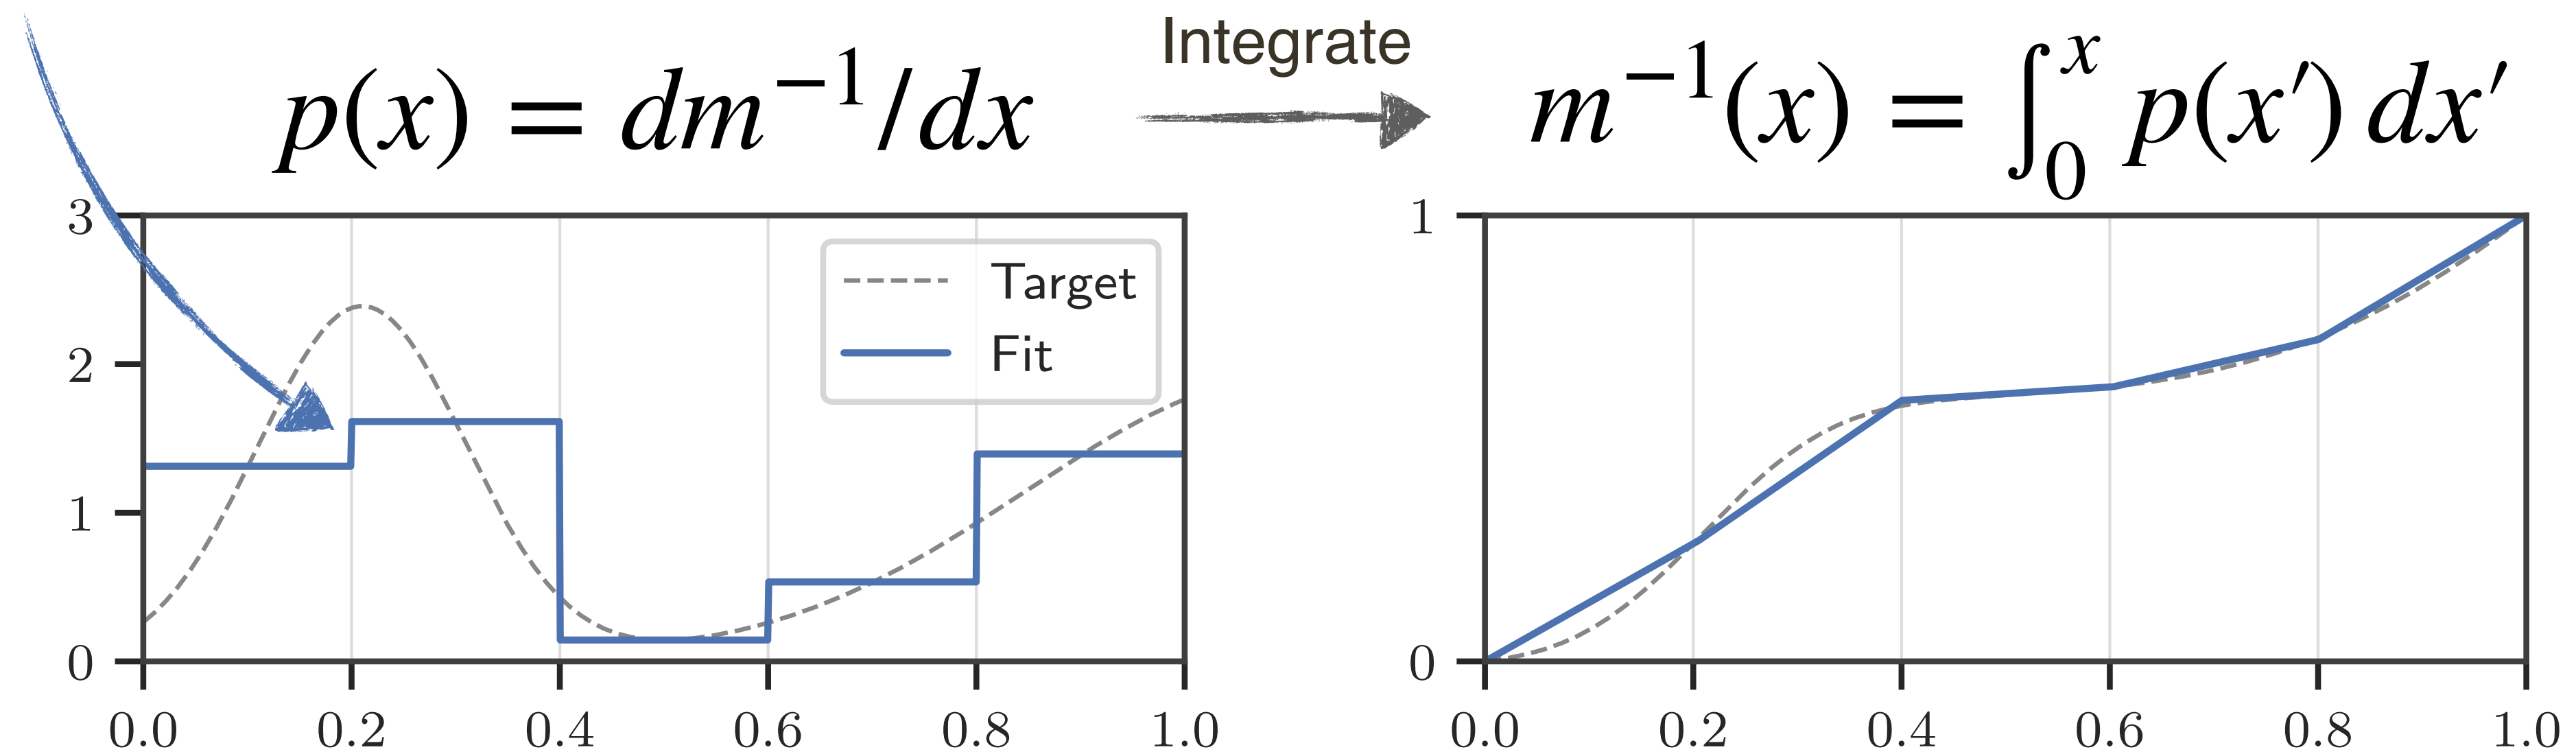 p(x) = dm⁻¹/dx
Integrate
m⁻¹(x) = ∫₀ˣ p(x′) dx′
3
2
1
0
Target
Fit
0.0 0.2 0.4 0.6 0.8 1.0
1
0
0.0 0.2 0.4 0.6 0.8 1.0